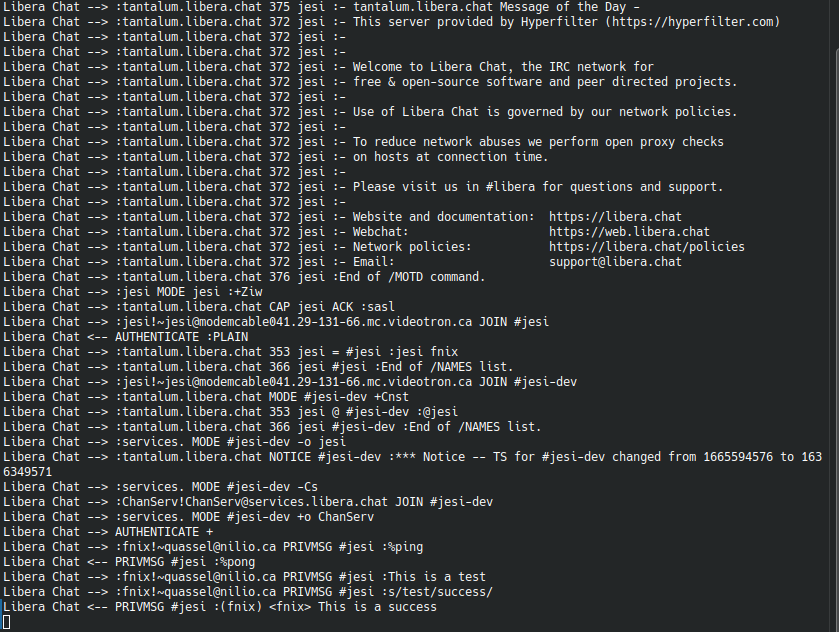 Libera Chat --> :tantalum.libera.chat 375 jesi :- tantalum.libera.chat Message of the Day -
Libera Chat --> :tantalum.libera.chat 372 jesi :- This server provided by Hyperfilter (https://hyperfilter.com)
Libera Chat --> :tantalum.libera.chat 372 jesi :-
Libera Chat --> :tantalum.libera.chat 372 jesi :-
Libera Chat --> :tantalum.libera.chat 372 jesi :- Welcome to Libera Chat, the IRC network for
Libera Chat --> :tantalum.libera.chat 372 jesi :- free & open-source software and peer directed projects.
Libera Chat --> :tantalum.libera.chat 372 jesi :-
Libera Chat --> :tantalum.libera.chat 372 jesi :- Use of Libera Chat is governed by our network policies.
Libera Chat --> :tantalum.libera.chat 372 jesi :-
Libera Chat --> :tantalum.libera.chat 372 jesi :- To reduce network abuses we perform open proxy checks
Libera Chat --> :tantalum.libera.chat 372 jesi :- on hosts at connection time.
Libera Chat --> :tantalum.libera.chat 372 jesi :-
Libera Chat --> :tantalum.libera.chat 372 jesi :- Please visit us in #libera for questions and support.
Libera Chat --> :tantalum.libera.chat 372 jesi :-
Libera Chat --> :tantalum.libera.chat 372 jesi :- Website and documentation:  https://libera.chat
Libera Chat --> :tantalum.libera.chat 372 jesi :- Webchat:                    https://web.libera.chat
Libera Chat --> :tantalum.libera.chat 372 jesi :- Network policies:           https://libera.chat/policies
Libera Chat --> :tantalum.libera.chat 372 jesi :- Email:                      support@libera.chat
Libera Chat --> :tantalum.libera.chat 376 jesi :End of /MOTD command.
Libera Chat --> :jesi MODE jesi :+Ziw
Libera Chat --> :tantalum.libera.chat CAP jesi ACK :sasl
Libera Chat --> :jesi!~jesi@modemcable041.29-131-66.mc.videotron.ca JOIN #jesi
Libera Chat <-- AUTHENTICATE :PLAIN
Libera Chat --> :tantalum.libera.chat 353 jesi = #jesi :jesi fnix
Libera Chat --> :tantalum.libera.chat 366 jesi #jesi :End of /NAMES list.
Libera Chat --> :jesi!~jesi@modemcable041.29-131-66.mc.videotron.ca JOIN #jesi-dev
Libera Chat --> :tantalum.libera.chat MODE #jesi-dev +Cnst
Libera Chat --> :tantalum.libera.chat 353 jesi @ #jesi-dev :@jesi
Libera Chat --> :tantalum.libera.chat 366 jesi #jesi-dev :End of /NAMES list.
Libera Chat --> :services. MODE #jesi-dev -o jesi
Libera Chat --> :tantalum.libera.chat NOTICE #jesi-dev :*** Notice -- TS for #jesi-dev changed from 1665594576 to 163
6349571
Libera Chat --> :services. MODE #jesi-dev -Cs
Libera Chat --> :ChanServ!ChanServ@services.libera.chat JOIN #jesi-dev
Libera Chat --> :services. MODE #jesi-dev +o ChanServ
Libera Chat --> AUTHENTICATE +
Libera Chat --> :fnix!~quassel@nilio.ca PRIVMSG #jesi :%ping
Libera Chat <-- PRIVMSG #jesi :%pong
Libera Chat --> :fnix!~quassel@nilio.ca PRIVMSG #jesi :This is a test
Libera Chat --> :fnix!~quassel@nilio.ca PRIVMSG #jesi :s/test/success/
Libera Chat <-- PRIVMSG #jesi :(fnix) <fnix> This is a success